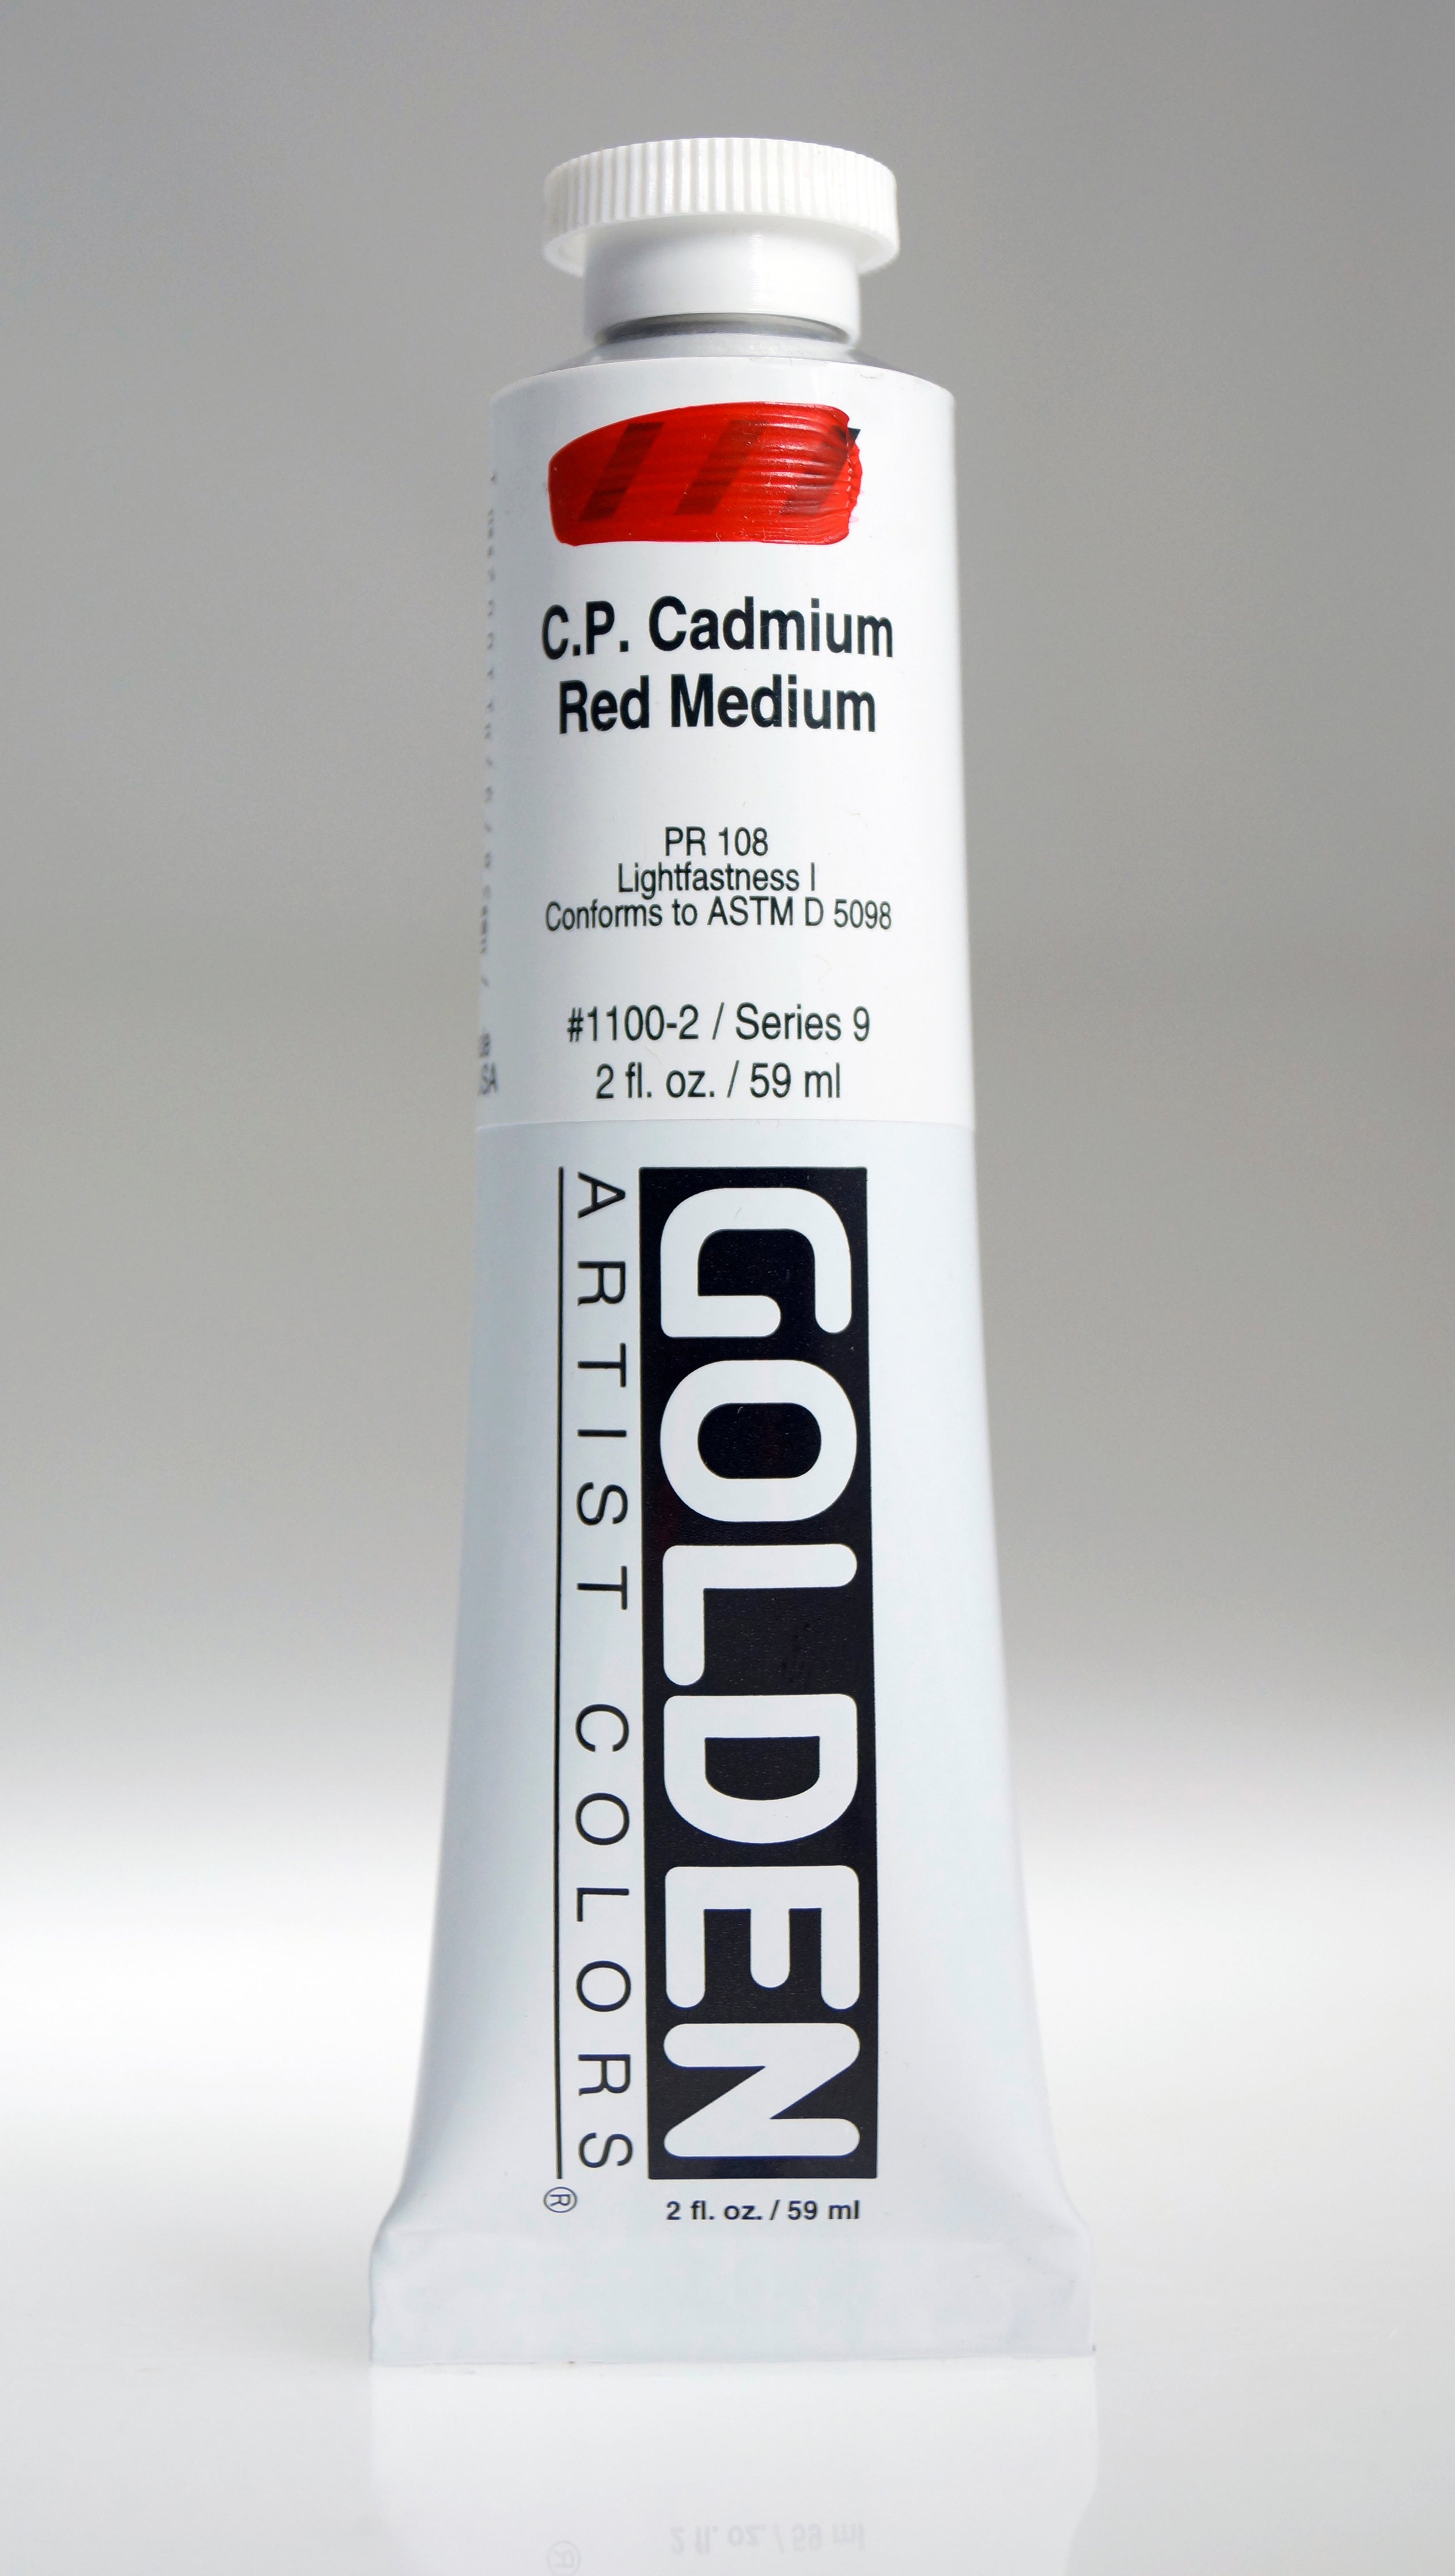 C.P. Cadmium
Red Medium
PR 108
Lightfastness I
Conforms to ASTM D 5098
#1100-2 / Series 9
2 fl. oz. / 59 ml
GOLDEN
ARTIST COLORS
®
2 fl. oz. / 59 ml